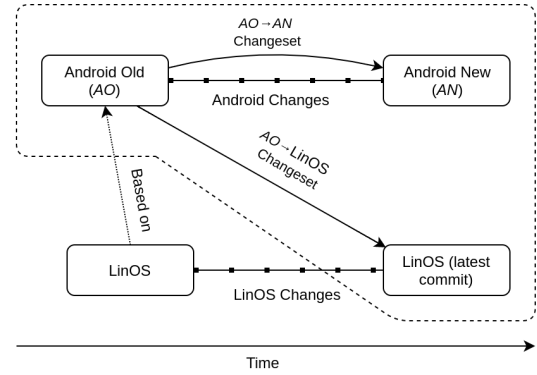 AO→AN
Changeset
Android Old
(AO)
Android New
(AN)
Android Changes
AO→LinOS
Changeset
Based on
LinOS
LinOS (latest
commit)
LinOS Changes
Time